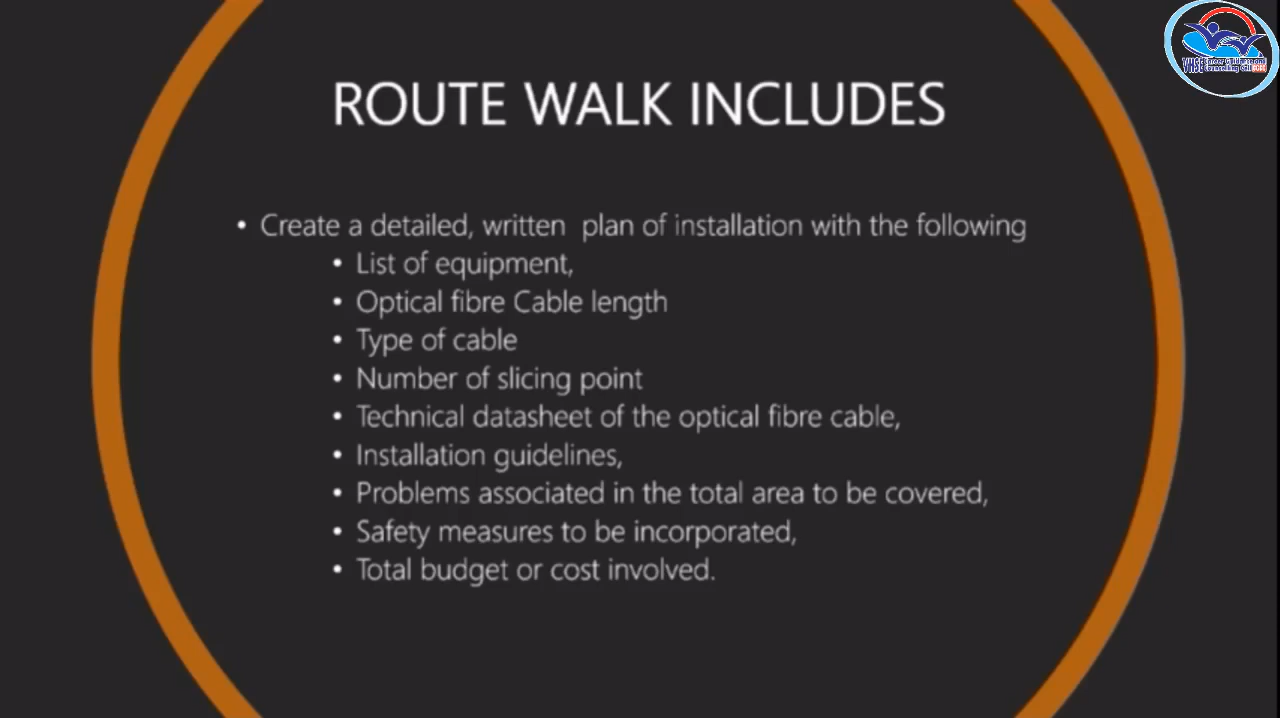 ROUTE WALK INCLUDES
• Create a detailed, written plan of installation with the following
• List of equipment,
• Optical fibre Cable length
• Type of cable
• Number of slicing point
• Technical datasheet of the optical fibre cable,
• Installation guidelines,
• Problems associated in the total area to be covered,
• Safety measures to be incorporated,
• Total budget or cost involved.